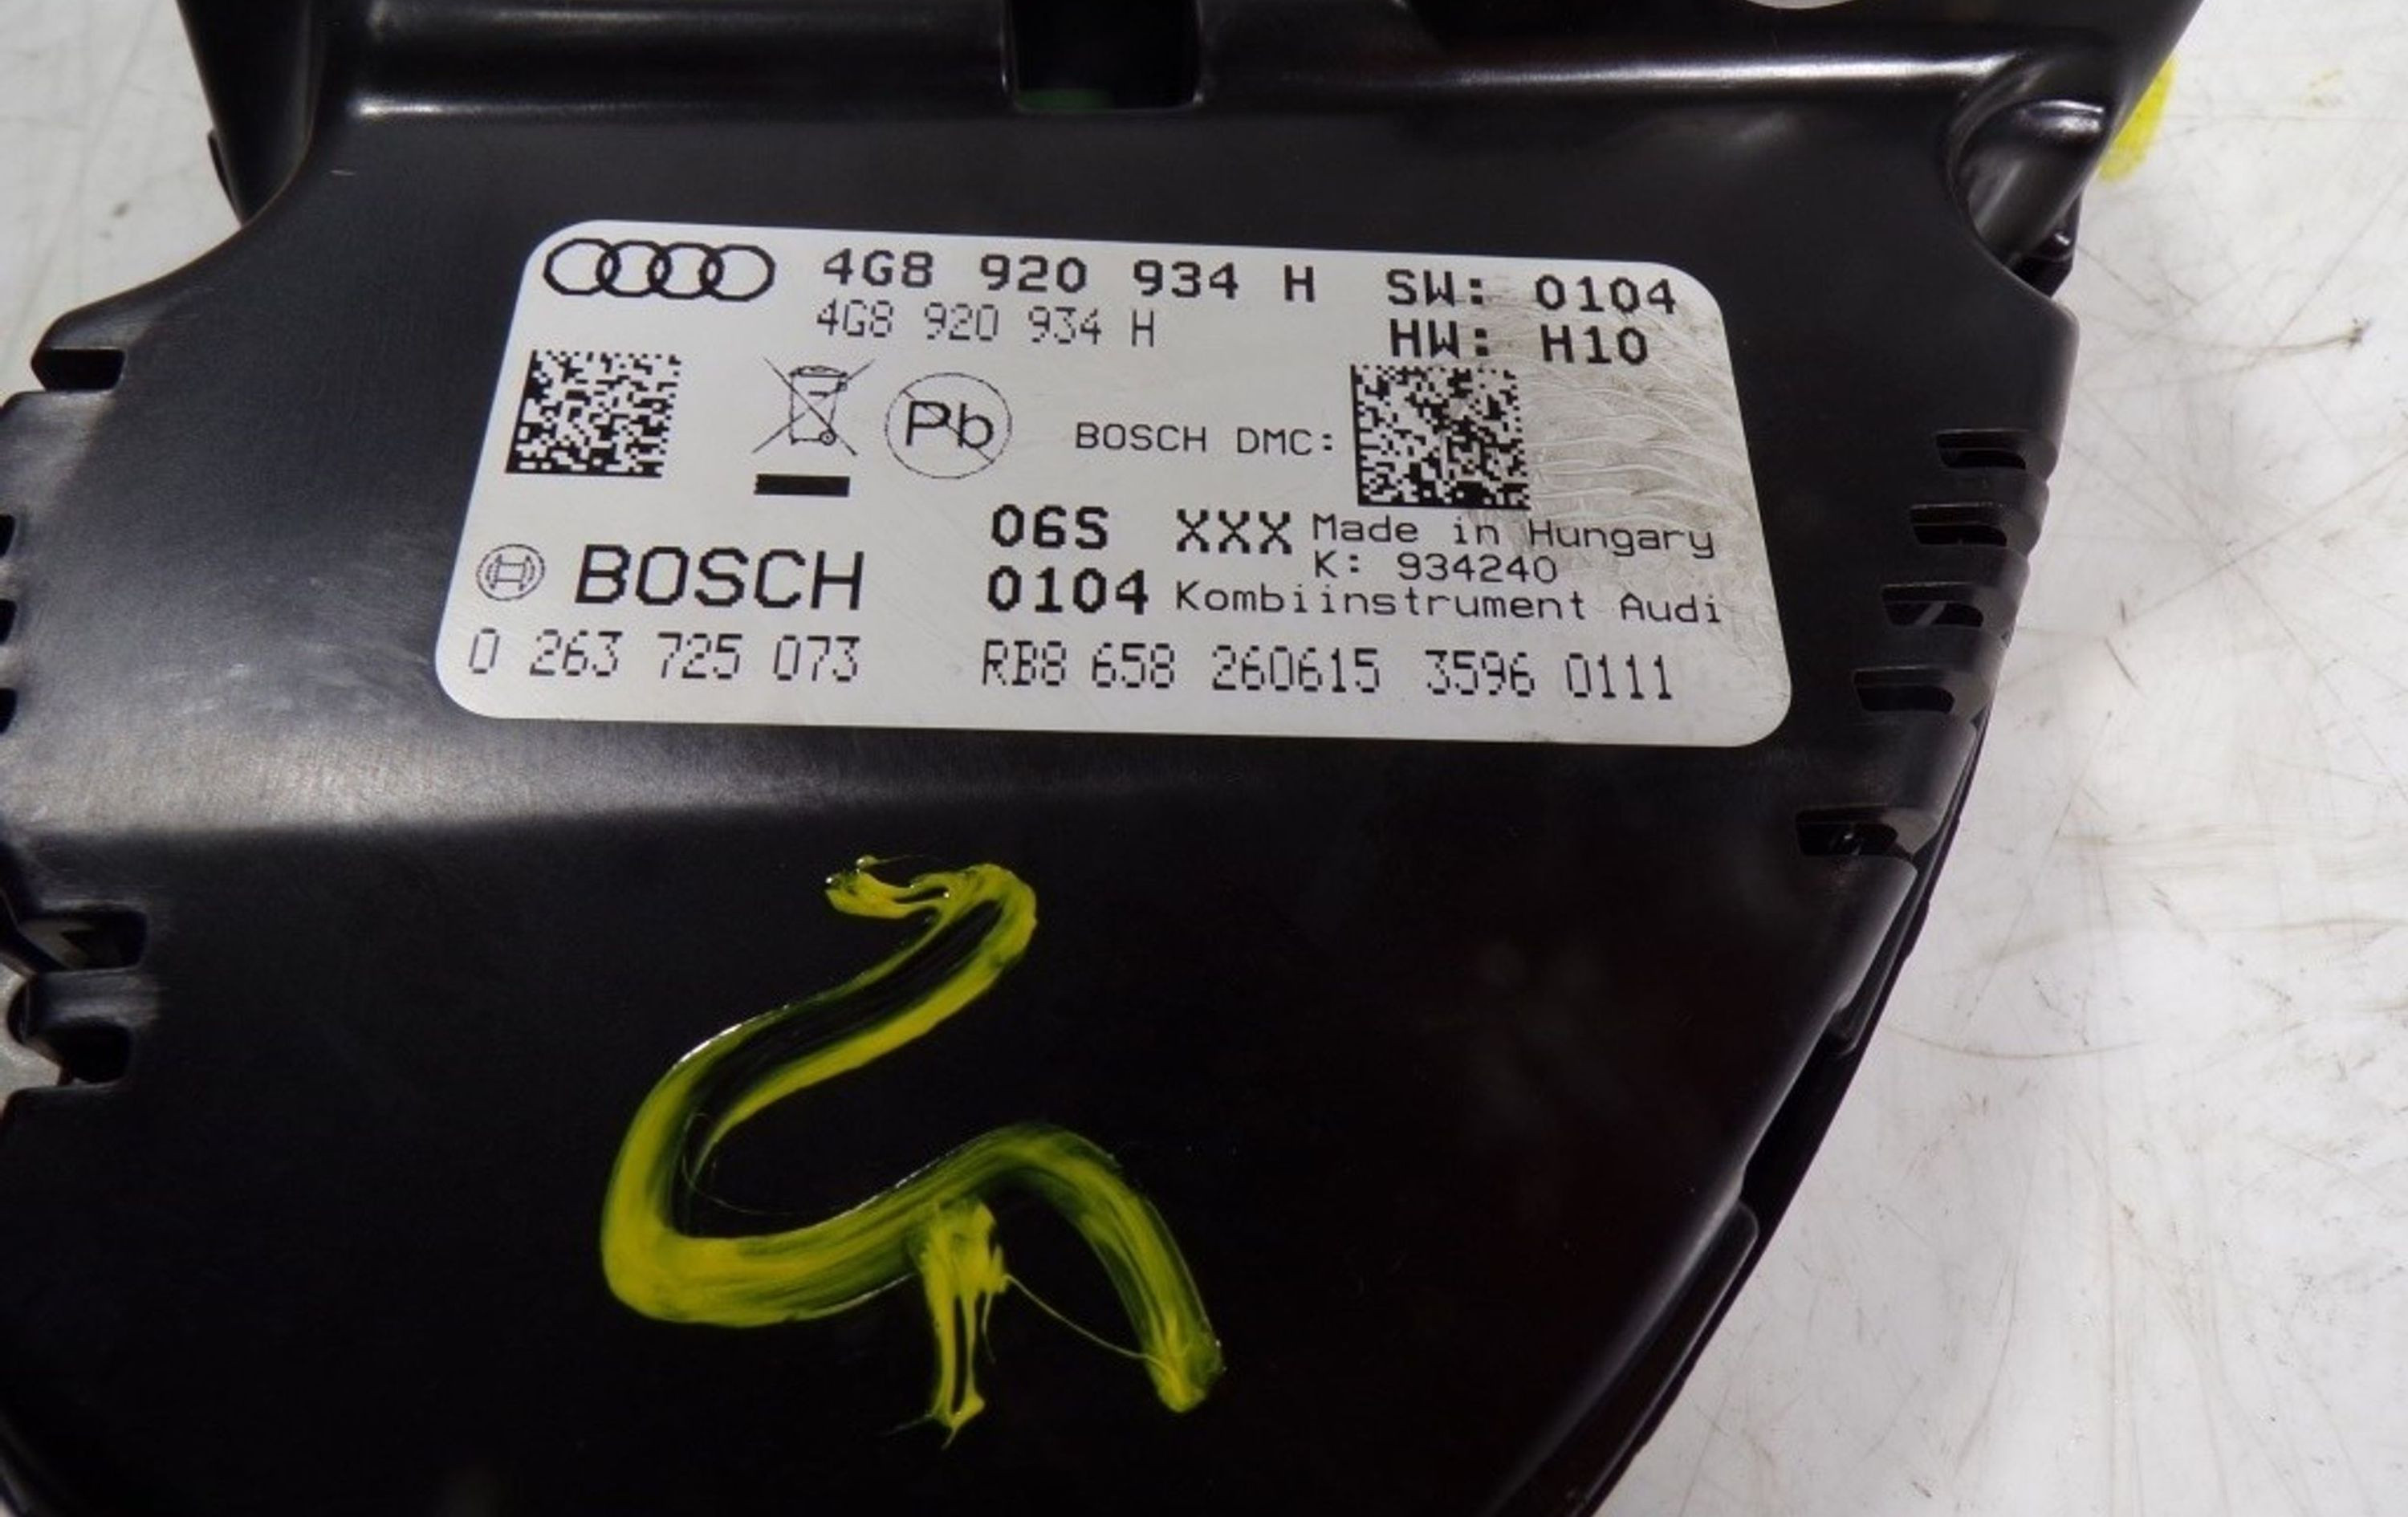 4G8 920 934 H SW: 0104
4G8 920 934 H HW: H10
Pb BOSCH DMC:
06S XXX Made in Hungary
K: 934240
BOSCH 0104 Kombiinstrument Audi
0 263 725 073 RB8 658 260615 3596 0111